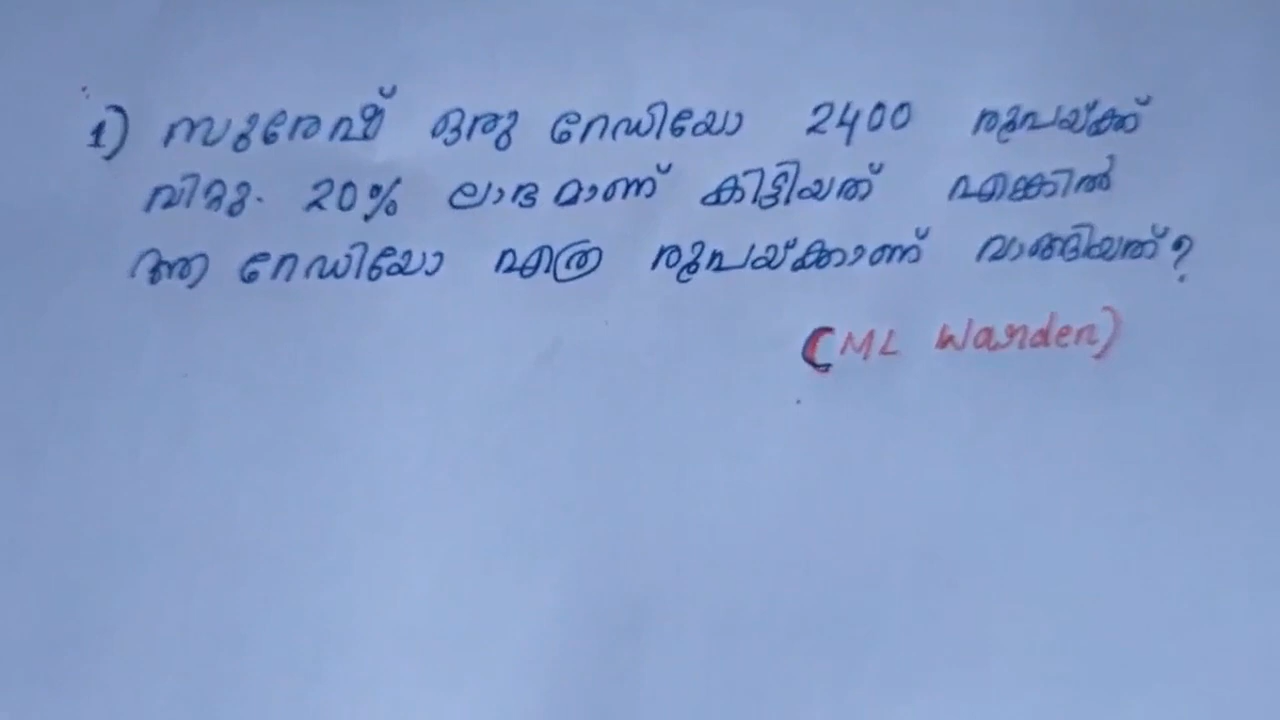 1) സുരേഷ് ഒരു റേഡിയോ 2400 രൂപയ്ക്ക്
വിറ്റു. 20% ലാഭമാണ് കിട്ടിയത് എങ്കിൽ
ആ റേഡിയോ എത്ര രൂപയ്ക്കാണ് വാങ്ങിയത്?
(ML Warden)